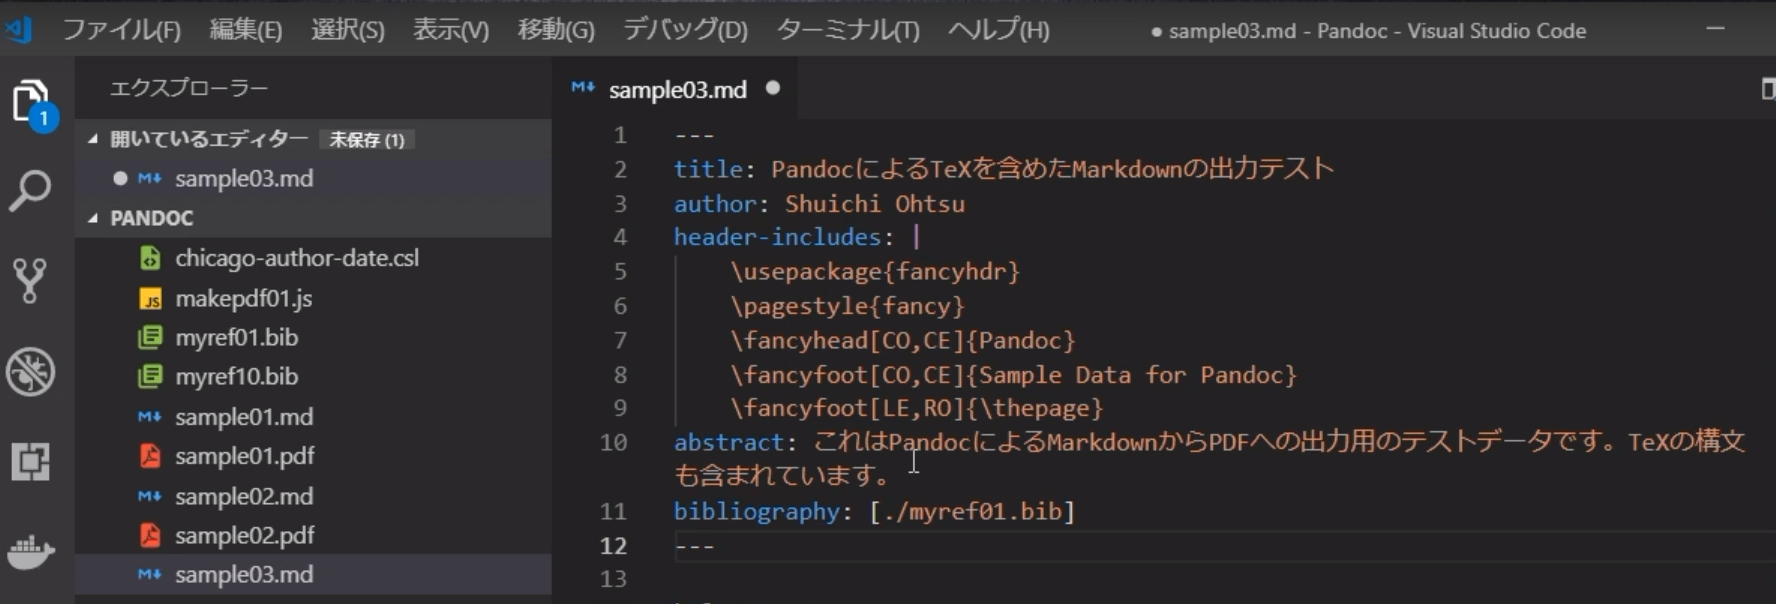 ファイル(F) 編集(E) 選択(S) 表示(V) 移動(G) デバッグ(D) ターミナル(T) ヘルプ(H) ● sample03.md - Pandoc - Visual Studio Code
エクスプローラー
1
開いているエディター 未保存 (1)
sample03.md
PANDOC
chicago-author-date.csl
JS makepdf01.js
myref01.bib
myref10.bib
sample01.md
sample01.pdf
sample02.md
sample02.pdf
sample03.md
sample03.md
1 ---
2 title: PandocによるTeXを含めたMarkdownの出力テスト
3 author: Shuichi Ohtsu
4 header-includes: |
5 \usepackage{fancyhdr}
6 \pagestyle{fancy}
7 \fancyhead[CO,CE]{Pandoc}
8 \fancyfoot[CO,CE]{Sample Data for Pandoc}
9 \fancyfoot[LE,RO]{\thepage}
10 abstract: これはPandocによるMarkdownからPDFへの出力用のテストデータです。TeXの構文
も含まれています。
11 bibliography: [./myref01.bib]
12 ---
13